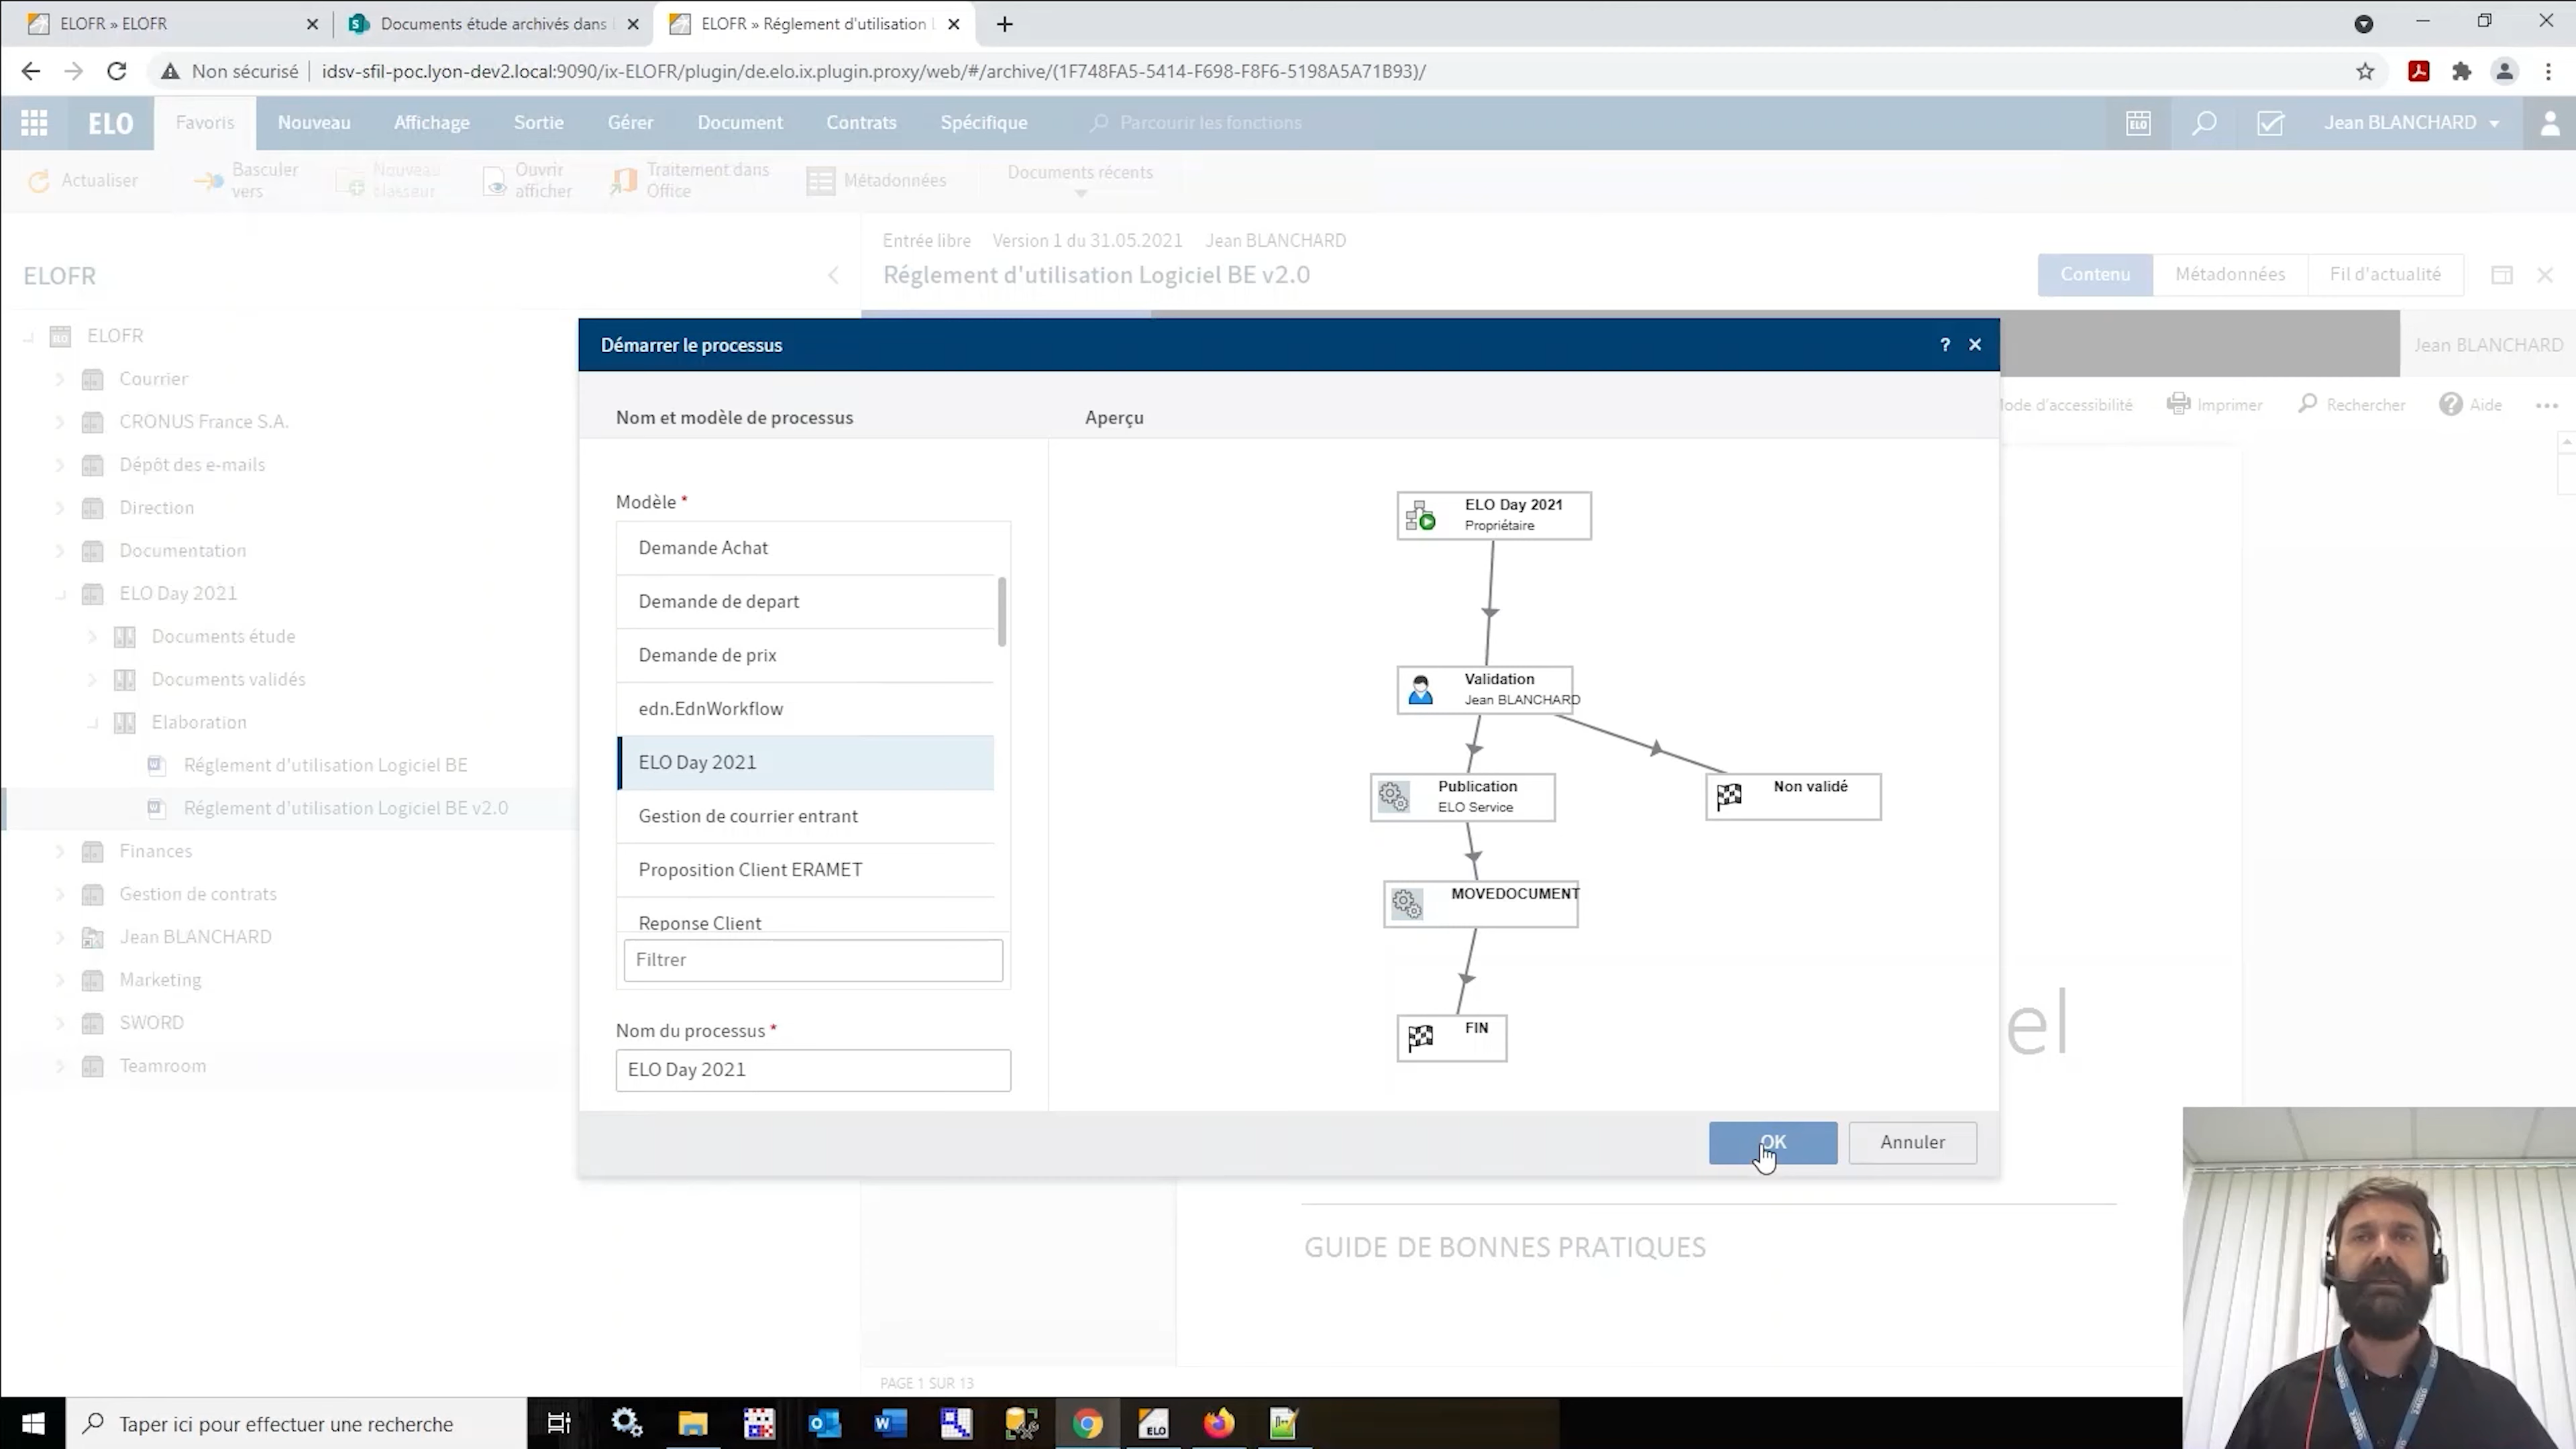 ELOFR » ELOFR
Documents étude archivés dans
ELOFR » Réglement d'utilisation
Non sécurisé
idsv-sfil-poc.lyon-dev2.local:9090/ix-ELOFR/plugin/de.elo.ix.plugin.proxy/web/#/archive/(1F748FA5-5414-F698-F8F6-5198A5A71B93)/
ELO
Favoris
Nouveau
Affichage
Sortie
Gérer
Document
Contrats
Spécifique
Parcourir les fonctions
ELO
Jean BLANCHARD
Actualiser
Basculer vers
Nouveau classeur
Ouvrir afficher
Traitement dans Office
Métadonnées
Documents récents
ELOFR
Entrée libre
Version 1 du 31.05.2021
Jean BLANCHARD
Réglement d'utilisation Logiciel BE v2.0
Contenu
Métadonnées
Fil d'actualité
ELOFR
Courrier
CRONUS France S.A.
Dépôt des e-mails
Direction
Documentation
ELO Day 2021
Documents étude
Documents validés
Elaboration
Réglement d'utilisation Logiciel BE
Réglement d'utilisation Logiciel BE v2.0
Finances
Gestion de contrats
Jean BLANCHARD
Marketing
SWORD
Teamroom
Jean BLANCHARD
Mode d'accessibilité
Imprimer
Rechercher
Aide
Démarrer le processus
?
Nom et modèle de processus
Aperçu
Modèle *
Demande Achat
Demande de depart
Demande de prix
edn.EdnWorkflow
ELO Day 2021
Gestion de courrier entrant
Proposition Client ERAMET
Reponse Client
Filtrer
Nom du processus *
ELO Day 2021
ELO Day 2021
Propriétaire
Validation
Jean BLANCHARD
Publication
ELO Service
Non validé
MOVEDOCUMENT
FIN
OK
Annuler
el
GUIDE DE BONNES PRATIQUES
PAGE 1 SUR 13
Taper ici pour effectuer une recherche
ELO